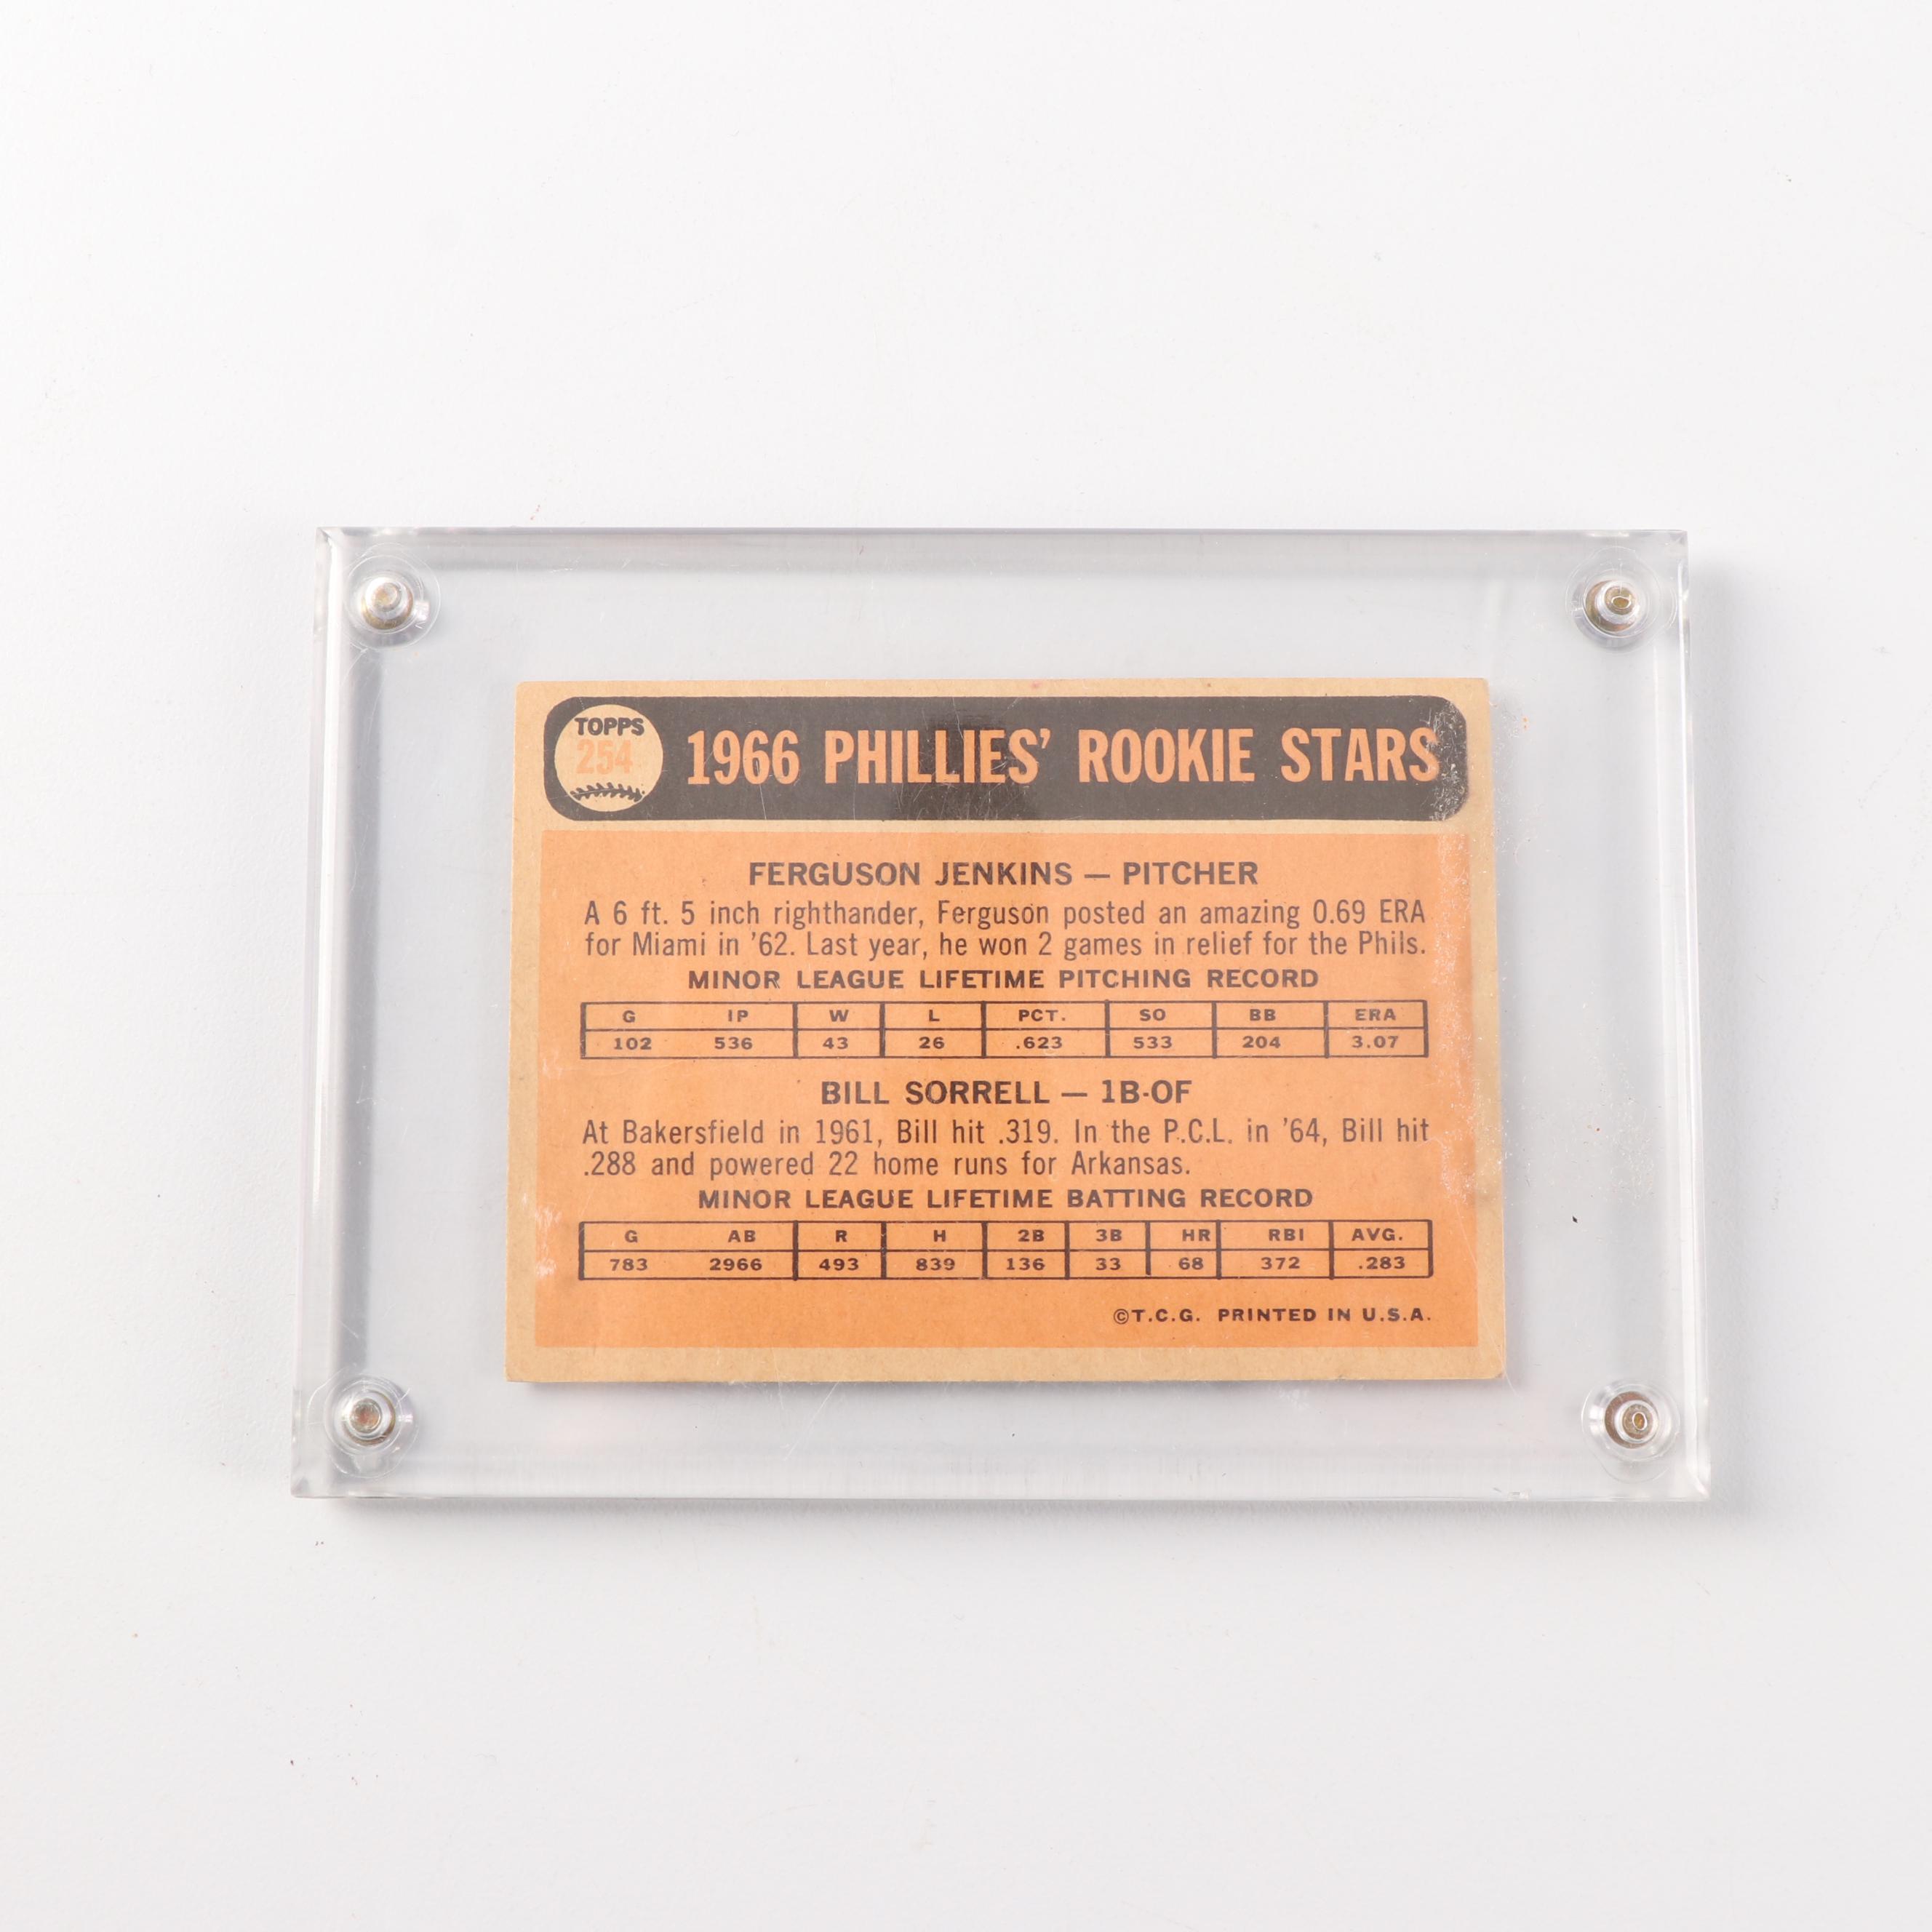 TOPPS
254
1966 PHILLIES' ROOKIE STARS
FERGUSON JENKINS — PITCHER
A 6 ft. 5 inch righthander, Ferguson posted an amazing 0.69 ERA
for Miami in '62. Last year, he won 2 games in relief for the Phils.
MINOR LEAGUE LIFETIME PITCHING RECORD
G IP W L PCT. SO BB ERA
102 536 43 26 .623 533 204 3.07
BILL SORRELL — 1B-OF
At Bakersfield in 1961, Bill hit .319. In the P.C.L. in '64, Bill hit
.288 and powered 22 home runs for Arkansas.
MINOR LEAGUE LIFETIME BATTING RECORD
G AB R H 2B 3B HR RBI AVG.
783 2966 493 839 136 33 68 372 .283
©T.C.G. PRINTED IN U.S.A.